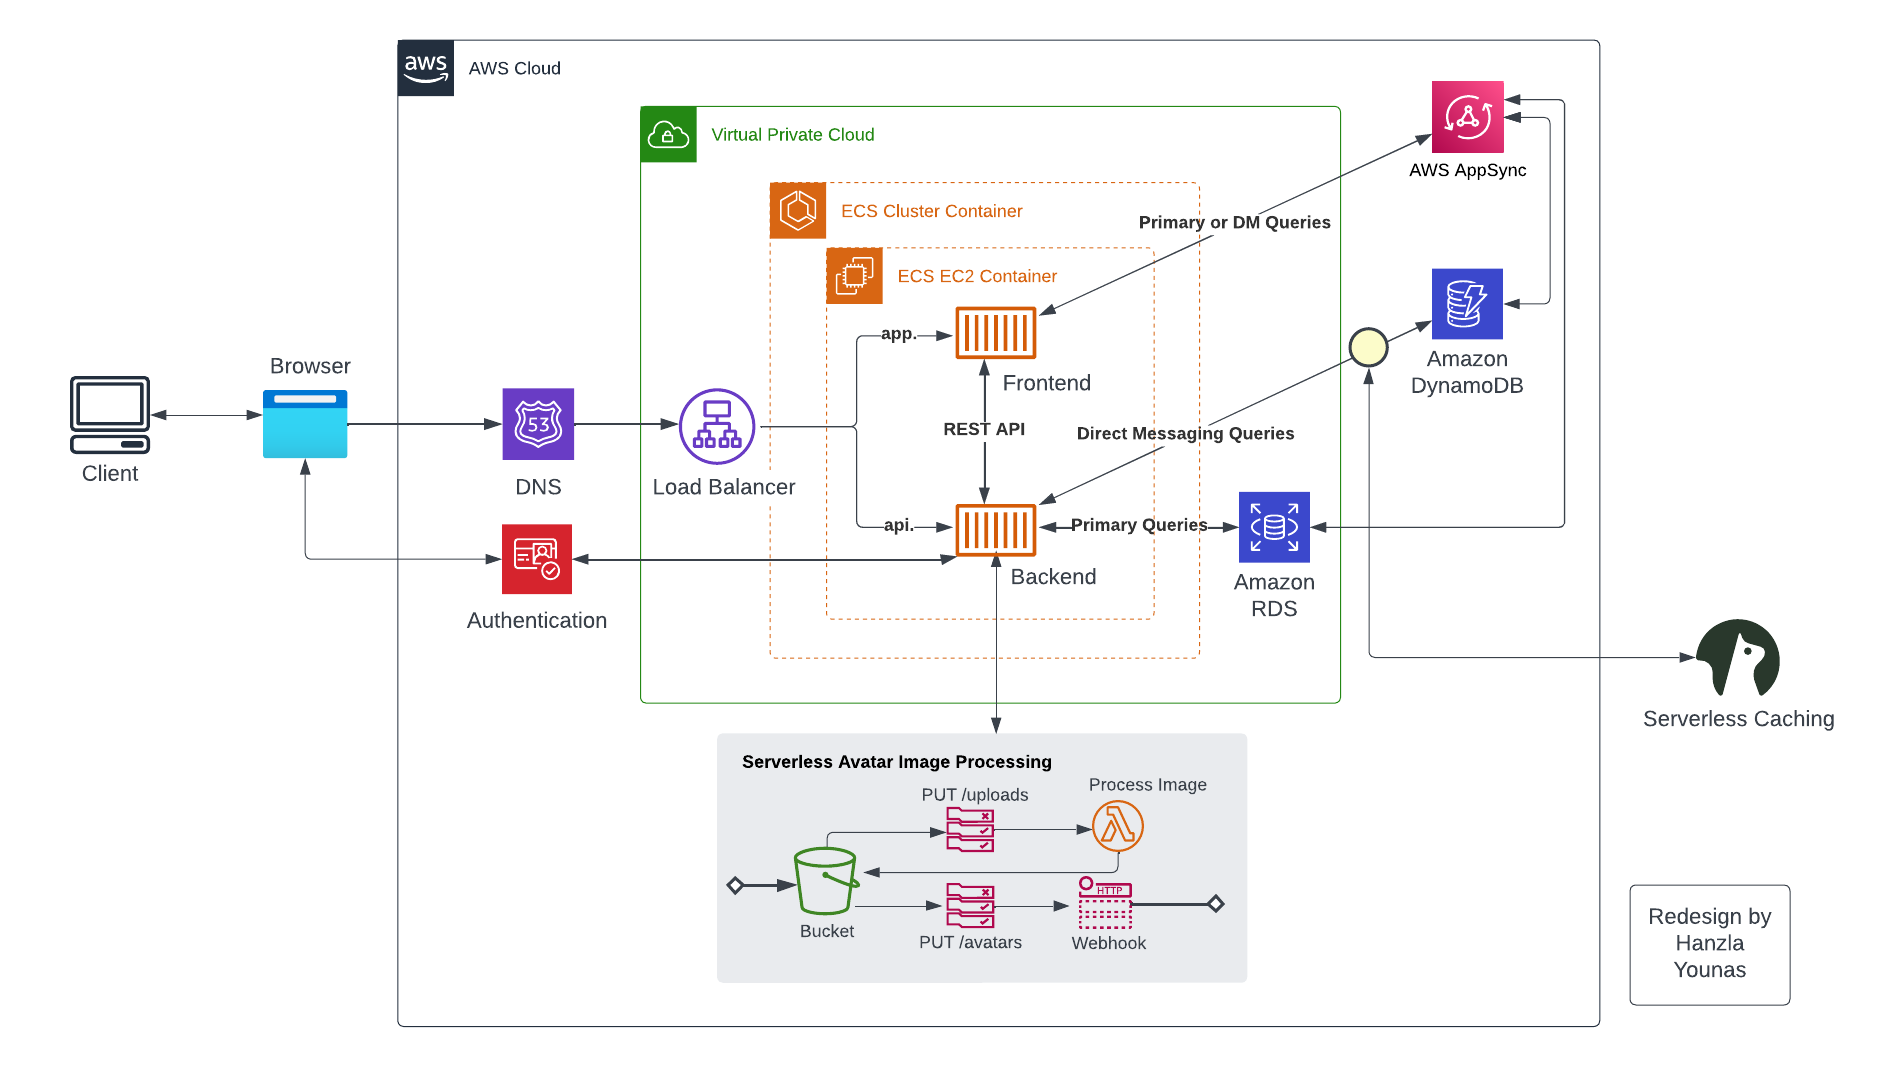 aws
AWS Cloud
Virtual Private Cloud
AWS AppSync
ECS Cluster Container
Primary or DM Queries
ECS EC2 Container
app.
Browser
Frontend
Amazon
DynamoDB
53
REST API
Direct Messaging Queries
Client
DNS
Load Balancer
api.
Primary Queries
Backend
Amazon
RDS
Authentication
Serverless Caching
Serverless Avatar Image Processing
PUT /uploads
Process Image
HTTP
Bucket
PUT /avatars
Webhook
Redesign by
Hanzla
Younas